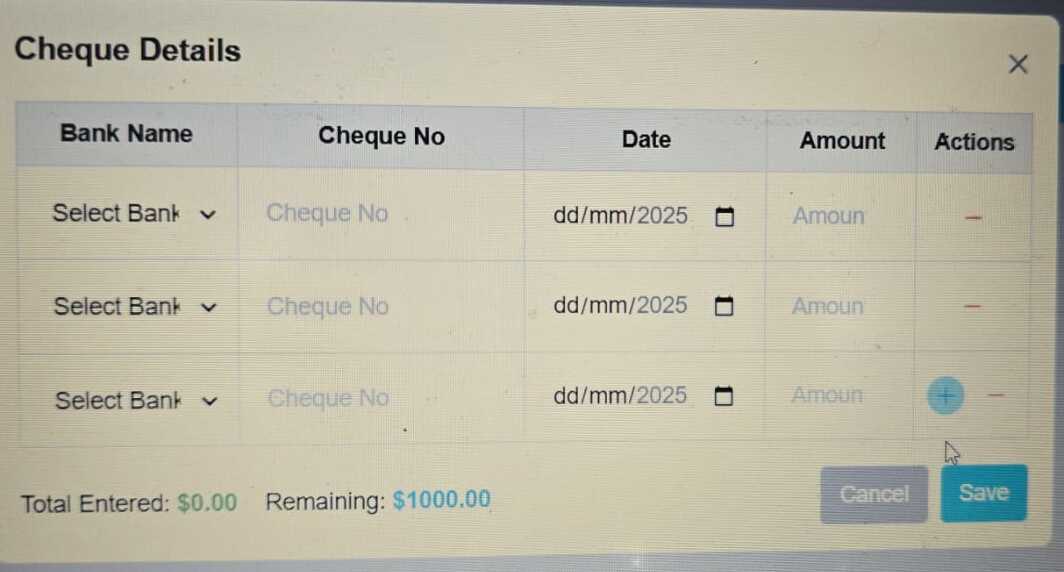 Cheque Details
Bank Name Cheque No Date Amount Actions
Select Bank Cheque No dd/mm/2025 Amoun
Select Bank Cheque No dd/mm/2025 Amoun
Select Bank Cheque No dd/mm/2025 Amoun
Total Entered: $0.00 Remaining: $1000.00 Cancel Save